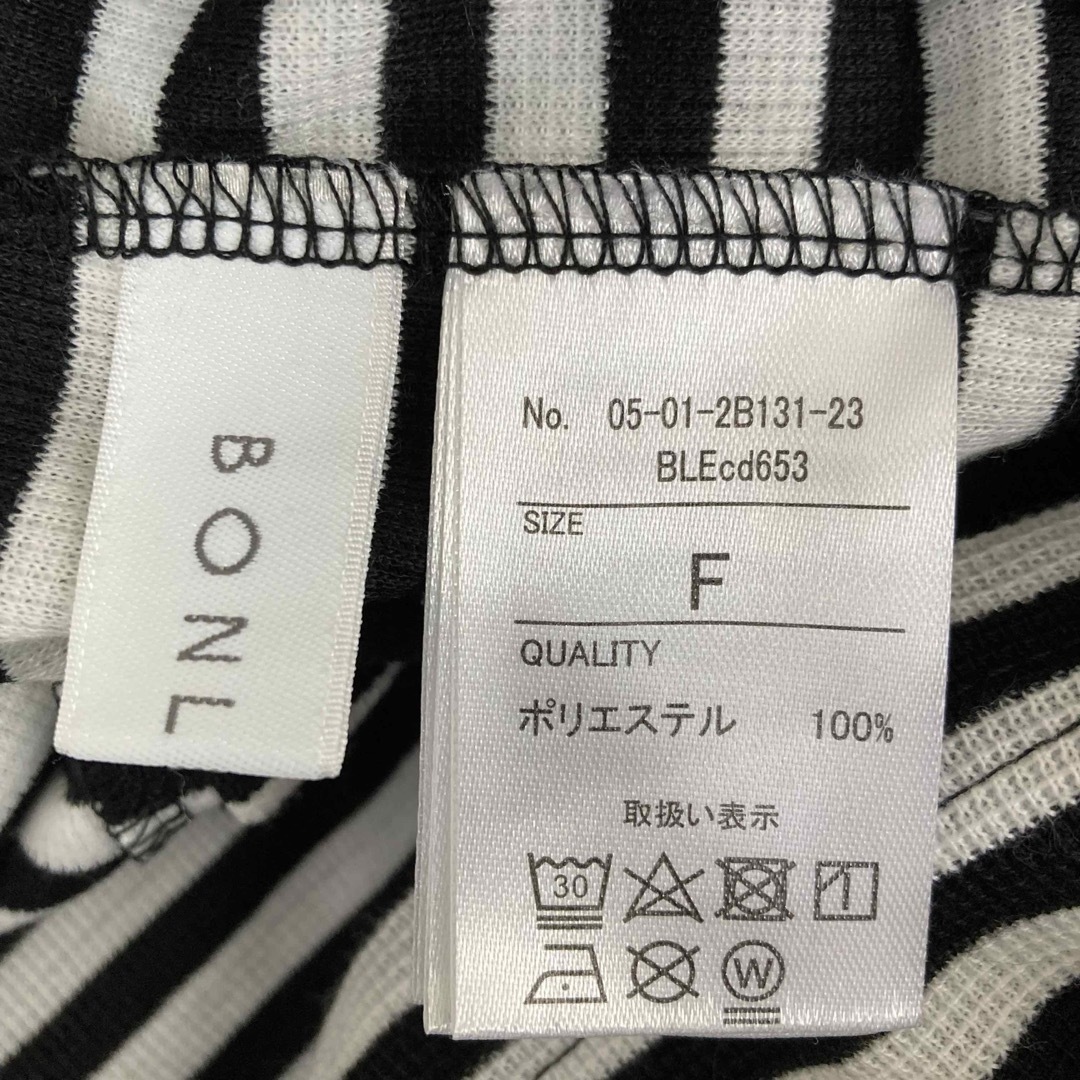 BONL
No. 05-01-2B131-23
BLEcd653
SIZE
F
QUALITY
ポリエステル 100%
取扱い表示
30
W